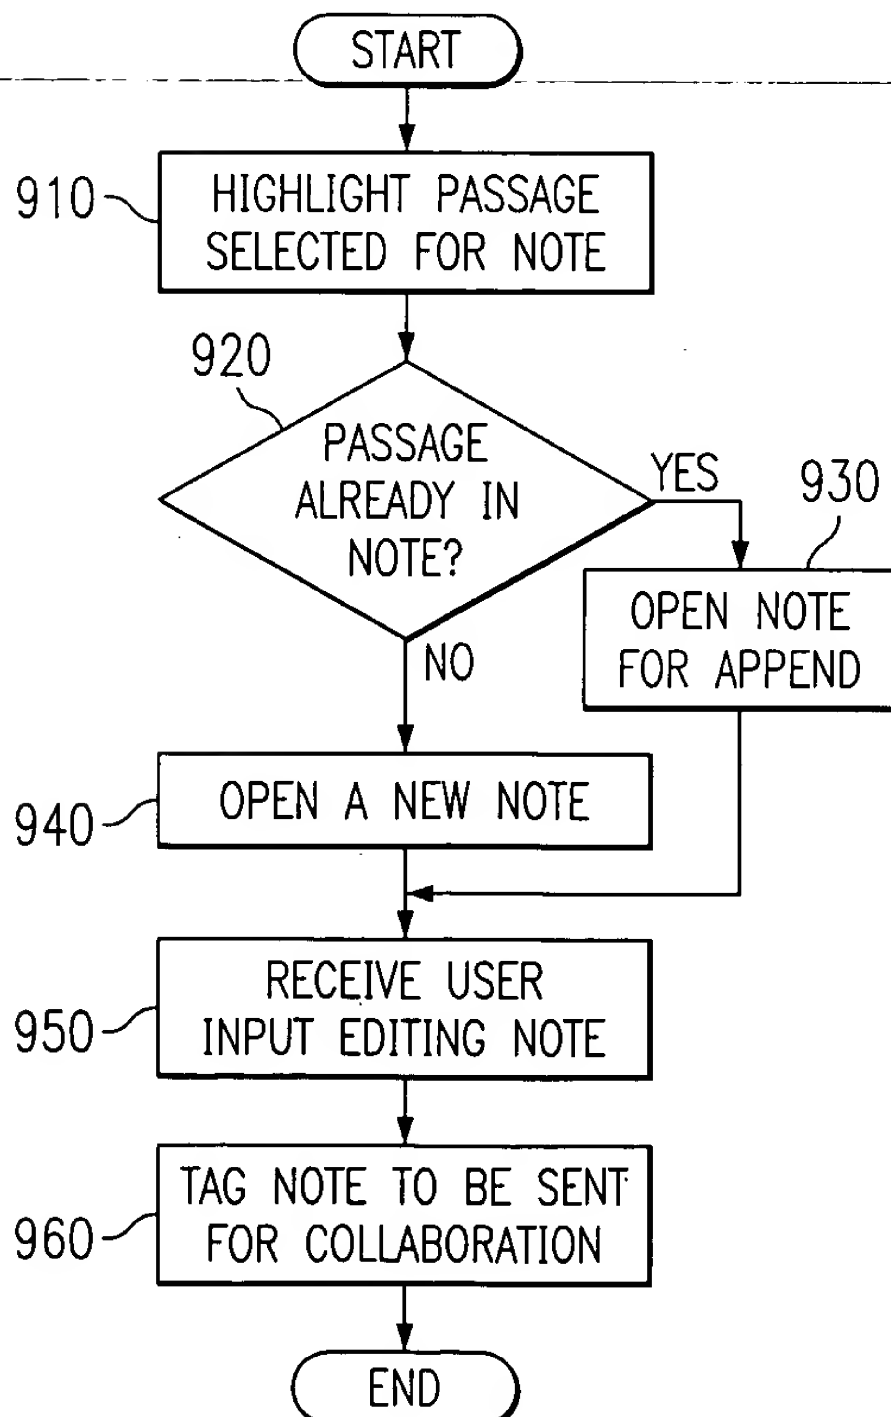 START
910
HIGHLIGHT PASSAGE
SELECTED FOR NOTE
920
PASSAGE
ALREADY IN
NOTE?
YES
930
OPEN NOTE
FOR APPEND
NO
940
OPEN A NEW NOTE
950
RECEIVE USER
INPUT EDITING NOTE
960
TAG NOTE TO BE SENT
FOR COLLABORATION
END